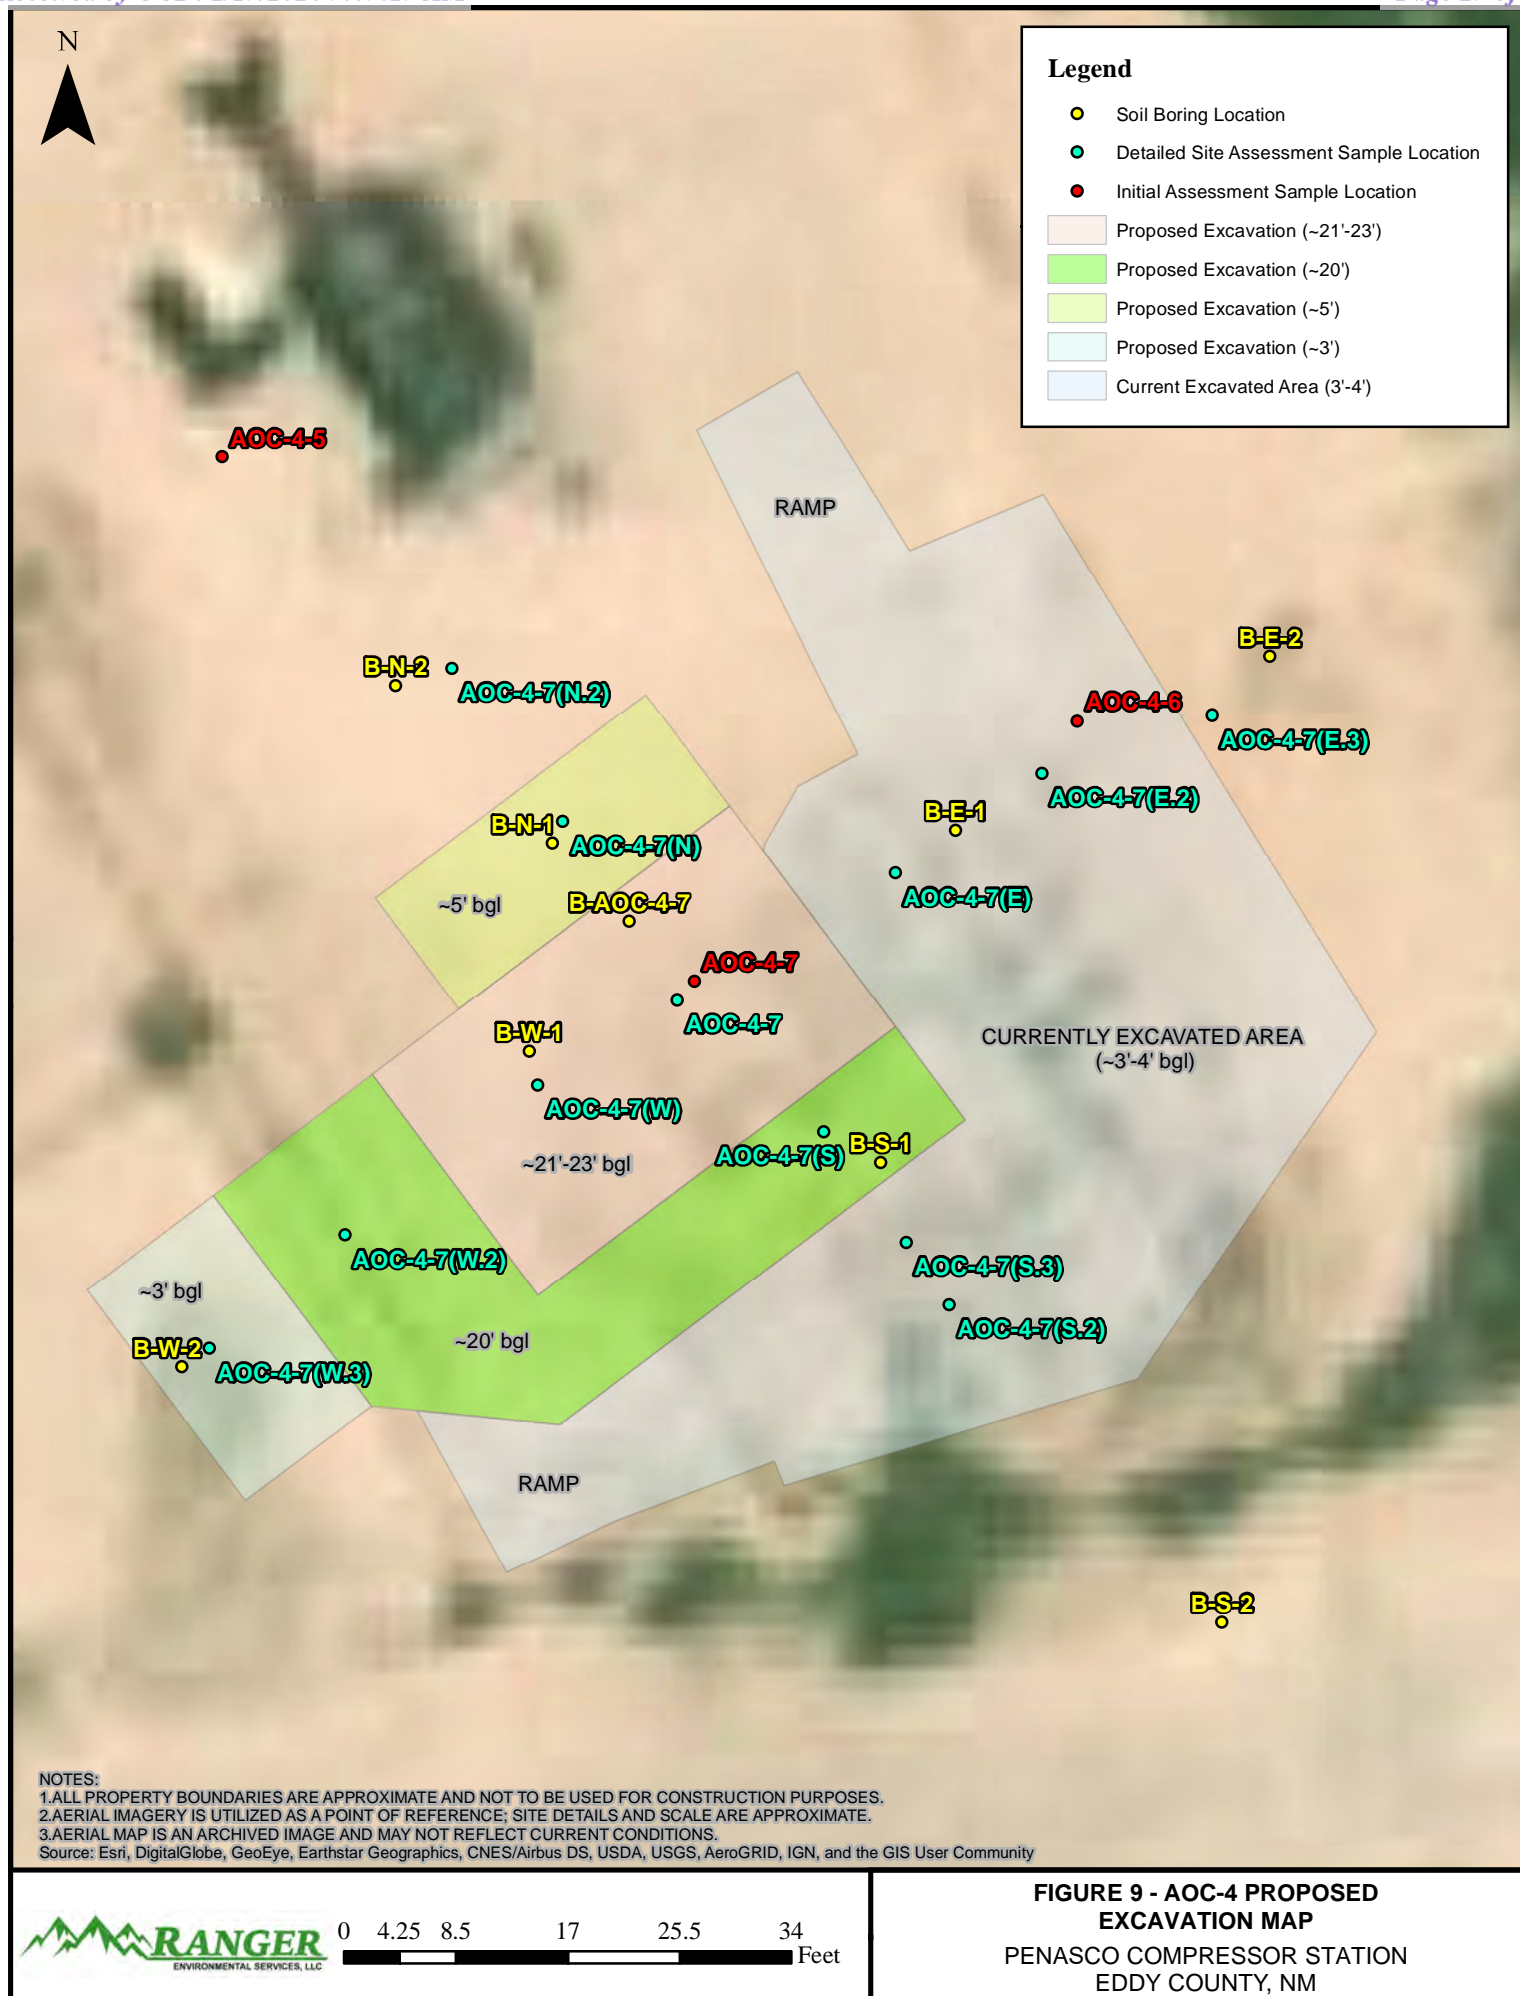 N
Legend
Soil Boring Location
Detailed Site Assessment Sample Location
Initial Assessment Sample Location
Proposed Excavation (~21'-23')
Proposed Excavation (~20')
Proposed Excavation (~5')
Proposed Excavation (~3')
Current Excavated Area (3'-4')
AOC-4-5
RAMP
B-E-2
B-N-2
AOC-4-7(N.2)
AOC-4-6
AOC-4-7(E.3)
AOC-4-7(E.2)
B-E-1
B-N-1
AOC-4-7(N)
AOC-4-7(E)
~5' bgl
B-AOC-4-7
AOC-4-7
AOC-4-7
B-W-1
CURRENTLY EXCAVATED AREA
(~3'-4' bgl)
AOC-4-7(W)
AOC-4-7(S)
B-S-1
~21'-23' bgl
AOC-4-7(W.2)
AOC-4-7(S.3)
~3' bgl
AOC-4-7(S.2)
~20' bgl
B-W-2
AOC-4-7(W.3)
RAMP
B-S-2
NOTES:
1.ALL PROPERTY BOUNDARIES ARE APPROXIMATE AND NOT TO BE USED FOR CONSTRUCTION PURPOSES.
2.AERIAL IMAGERY IS UTILIZED AS A POINT OF REFERENCE; SITE DETAILS AND SCALE ARE APPROXIMATE.
3.AERIAL MAP IS AN ARCHIVED IMAGE AND MAY NOT REFLECT CURRENT CONDITIONS.
Source: Esri, DigitalGlobe, GeoEye, Earthstar Geographics, CNES/Airbus DS, USDA, USGS, AeroGRID, IGN, and the GIS User Community
RANGER
ENVIRONMENTAL SERVICES, LLC
0 4.25 8.5 17 25.5 34
Feet
FIGURE 9 - AOC-4 PROPOSED
EXCAVATION MAP
PENASCO COMPRESSOR STATION
EDDY COUNTY, NM